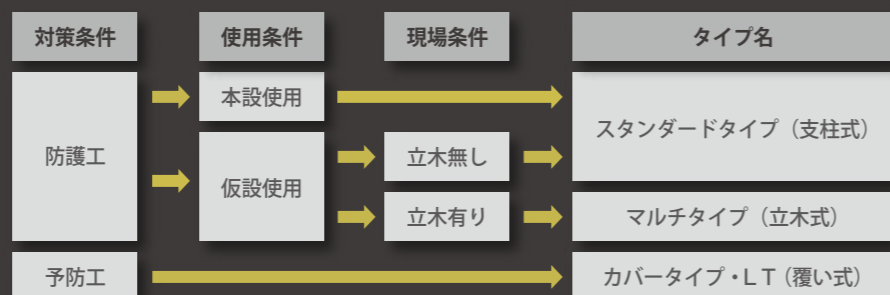 対策条件 使用条件 現場条件 タイプ名
本設使用
スタンダードタイプ（支柱式）
防護工 立木無し
仮設使用
立木有り マルチタイプ（立木式）
予防工 カバータイプ・ＬＴ（覆い式）